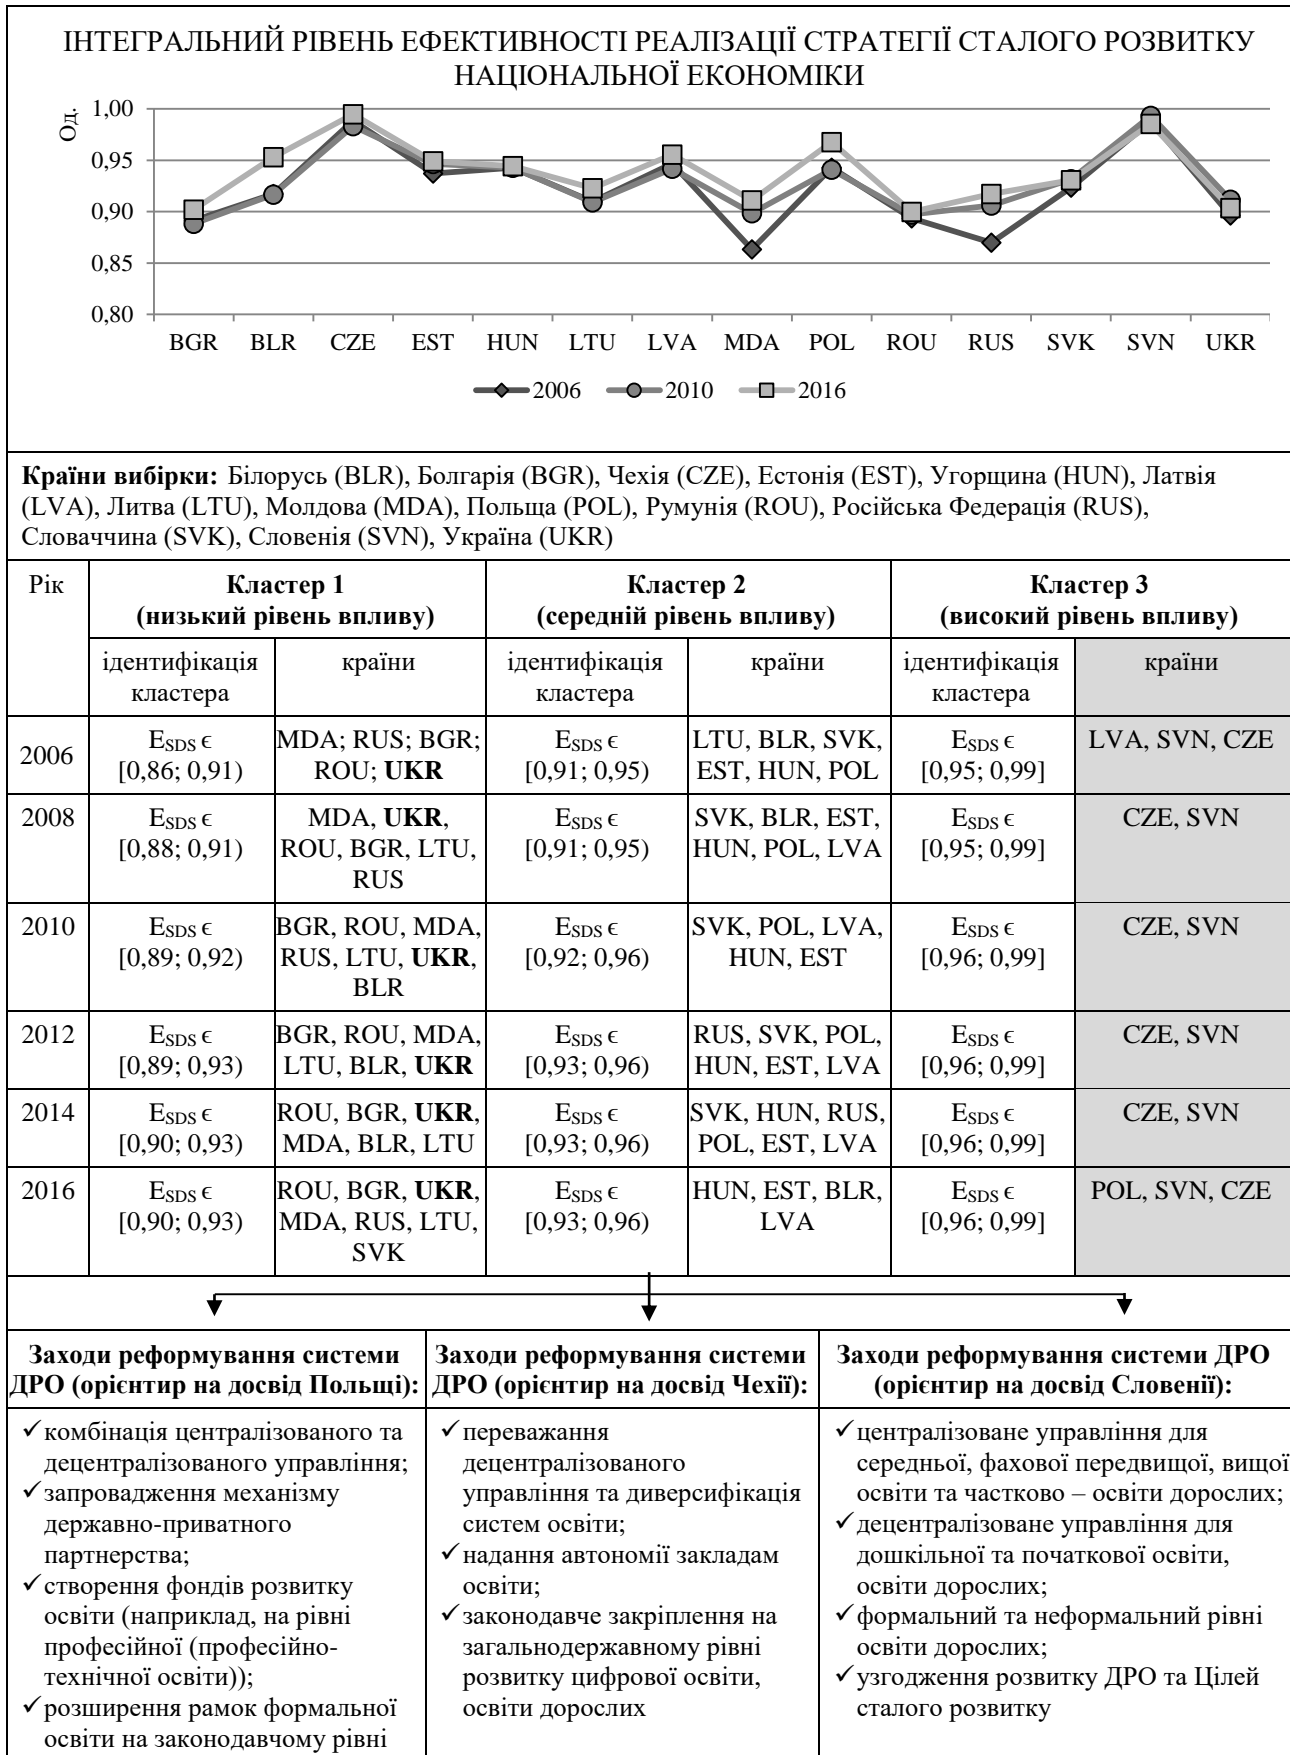 ІНТЕГРАЛЬНИЙ РІВЕНЬ ЕФЕКТИВНОСТІ РЕАЛІЗАЦІЇ СТРАТЕГІЇ СТАЛОГО РОЗВИТКУ
НАЦІОНАЛЬНОЇ ЕКОНОМІКИ
Од.
1,00
0,95
0,90
0,85
0,80
BGR BLR CZE EST HUN LTU LVA MDA POL ROU RUS SVK SVN UKR
2006 2010 2016
Країни вибірки: Білорусь (BLR), Болгарія (BGR), Чехія (CZE), Естонія (EST), Угорщина (HUN), Латвія
(LVA), Литва (LTU), Молдова (MDA), Польща (POL), Румунія (ROU), Російська Федерація (RUS),
Словаччина (SVK), Словенія (SVN), Україна (UKR)
Рік
Кластер 1
(низький рівень впливу)
Кластер 2
(середній рівень впливу)
Кластер 3
(високий рівень впливу)
ідентифікація
кластера
країни
ідентифікація
кластера
країни
ідентифікація
кластера
країни
2006
ESDS ϵ
[0,86; 0,91)
MDA; RUS; BGR;
ROU; UKR
ESDS ϵ
[0,91; 0,95)
LTU, BLR, SVK,
EST, HUN, POL
ESDS ϵ
[0,95; 0,99]
LVA, SVN, CZE
2008
ESDS ϵ
[0,88; 0,91)
MDA, UKR,
ROU, BGR, LTU,
RUS
ESDS ϵ
[0,91; 0,95)
SVK, BLR, EST,
HUN, POL, LVA
ESDS ϵ
[0,95; 0,99]
CZE, SVN
2010
ESDS ϵ
[0,89; 0,92)
BGR, ROU, MDA,
RUS, LTU, UKR,
BLR
ESDS ϵ
[0,92; 0,96)
SVK, POL, LVA,
HUN, EST
ESDS ϵ
[0,96; 0,99]
CZE, SVN
2012
ESDS ϵ
[0,89; 0,93)
BGR, ROU, MDA,
LTU, BLR, UKR
ESDS ϵ
[0,93; 0,96)
RUS, SVK, POL,
HUN, EST, LVA
ESDS ϵ
[0,96; 0,99]
CZE, SVN
2014
ESDS ϵ
[0,90; 0,93)
ROU, BGR, UKR,
MDA, BLR, LTU
ESDS ϵ
[0,93; 0,96)
SVK, HUN, RUS,
POL, EST, LVA
ESDS ϵ
[0,96; 0,99]
CZE, SVN
2016
ESDS ϵ
[0,90; 0,93)
ROU, BGR, UKR,
MDA, RUS, LTU,
SVK
ESDS ϵ
[0,93; 0,96)
HUN, EST, BLR,
LVA
ESDS ϵ
[0,96; 0,99]
POL, SVN, CZE
Заходи реформування системи
ДРО (орієнтир на досвід Польщі):
✓комбінація централізованого та
децентралізованого управління;
✓запровадження механізму
державно-приватного
партнерства;
✓створення фондів розвитку
освіти (наприклад, на рівні
професійної (професійно-
технічної освіти));
✓розширення рамок формальної
освіти на законодавчому рівні
Заходи реформування системи
ДРО (орієнтир на досвід Чехії):
✓переважання
децентралізованого
управління та диверсифікація
систем освіти;
✓надання автономії закладам
освіти;
✓законодавче закріплення на
загальнодержавному рівні
розвитку цифрової освіти,
освіти дорослих
Заходи реформування системи ДРО
(орієнтир на досвід Словенії):
✓централізоване управління для
середньої, фахової передвищої, вищої
освіти та частково – освіти дорослих;
✓децентралізоване управління для
дошкільної та початкової освіти,
освіти дорослих;
✓формальний та неформальний рівні
освіти дорослих;
✓узгодження розвитку ДРО та Цілей
сталого розвитку